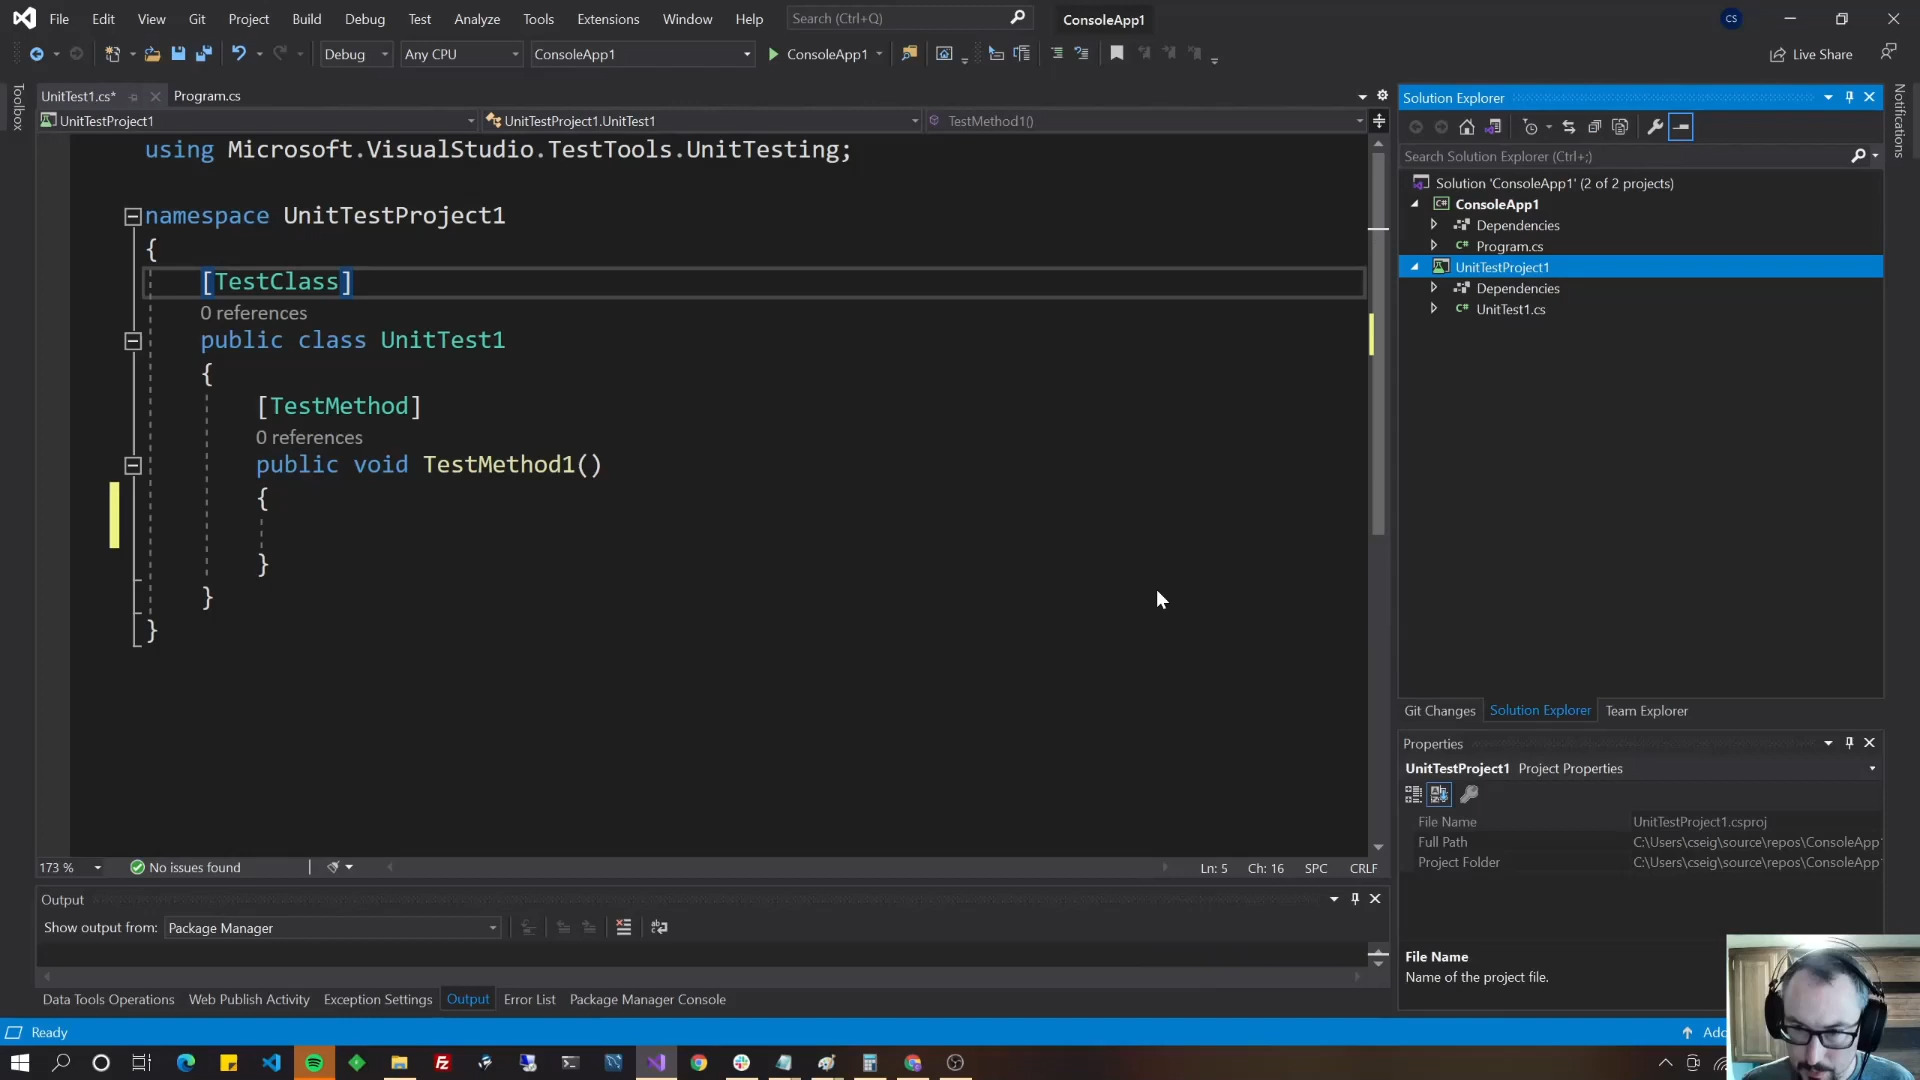 File Edit View Git Project Build Debug Test Analyze Tools Extensions Window Help Search (Ctrl+Q) ConsoleApp1 CS
Debug Any CPU ConsoleApp1 ConsoleApp1 Live Share
Toolbox
UnitTest1.cs* Program.cs
UnitTestProject1 UnitTestProject1.UnitTest1 TestMethod1()
using Microsoft.VisualStudio.TestTools.UnitTesting;
namespace UnitTestProject1
{
[TestClass]
0 references
public class UnitTest1
{
[TestMethod]
0 references
public void TestMethod1()
{
}
}
}
173 % No issues found Ln: 5 Ch: 16 SPC CRLF
Output
Show output from: Package Manager
Data Tools Operations Web Publish Activity Exception Settings Output Error List Package Manager Console
Solution Explorer
Search Solution Explorer (Ctrl+;)
Solution 'ConsoleApp1' (2 of 2 projects)
ConsoleApp1
Dependencies
Program.cs
UnitTestProject1
Dependencies
UnitTest1.cs
Git Changes Solution Explorer Team Explorer
Properties
UnitTestProject1 Project Properties
File Name UnitTestProject1.csproj
Full Path C:\Users\cseig\source\repos\ConsoleApp1
Project Folder C:\Users\cseig\source\repos\ConsoleApp1
File Name
Name of the project file.
Notifications
Ready